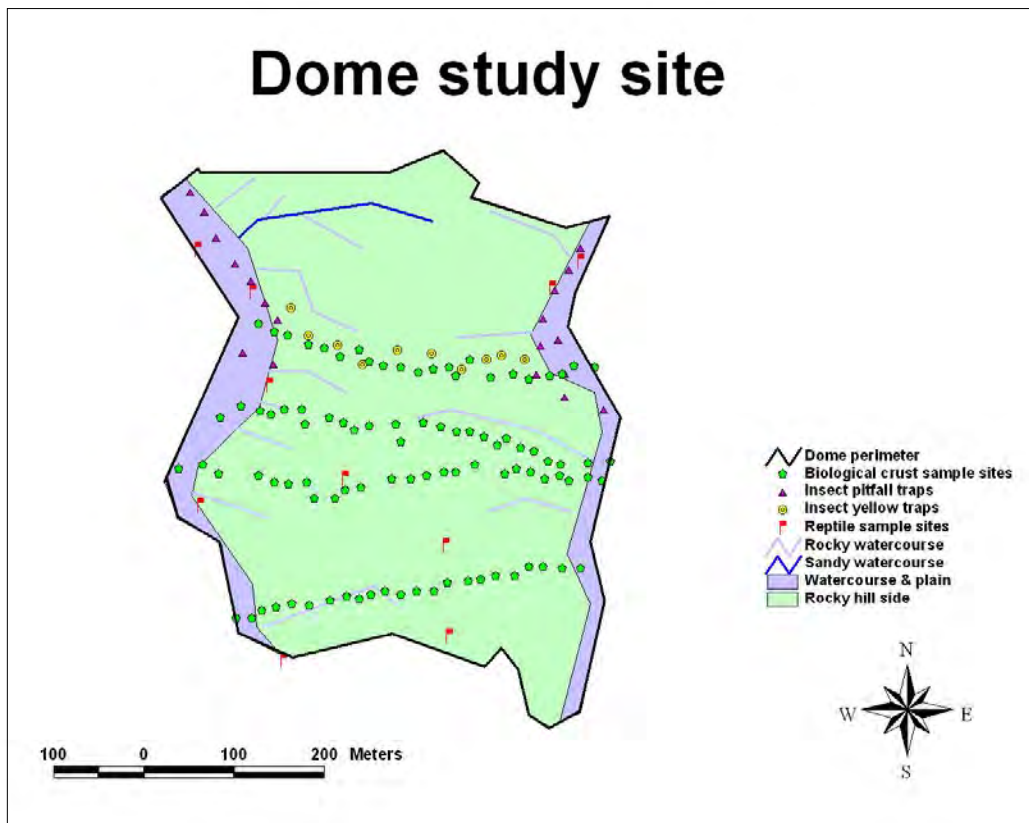 Dome study site
Dome perimeter
Biological crust sample sites
Insect pitfall traps
Insect yellow traps
Reptile sample sites
Rocky watercourse
Sandy watercourse
Watercourse & plain
Rocky hill side
N
W E
S
100 0 100 200 Meters